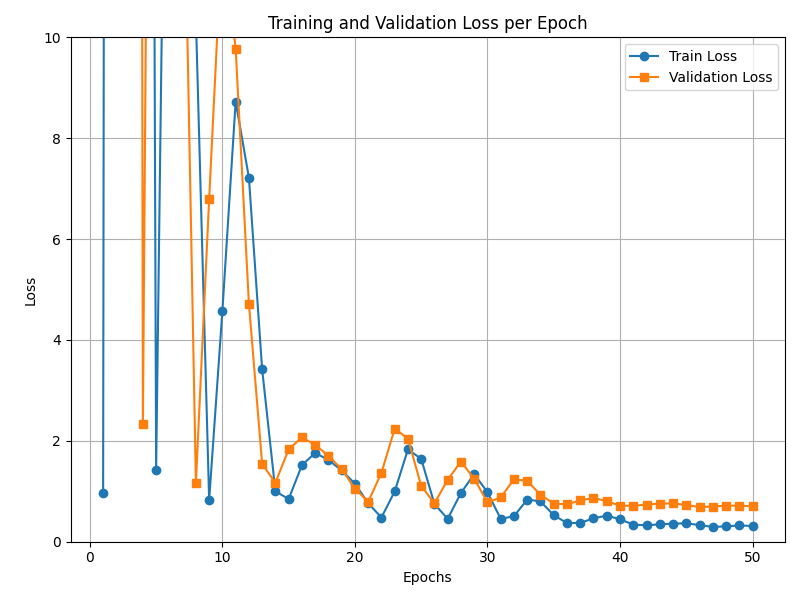 Training and Validation Loss per Epoch
Train Loss
Validation Loss
Loss
10
8
6
4
2
0
0 10 20 30 40 50
Epochs